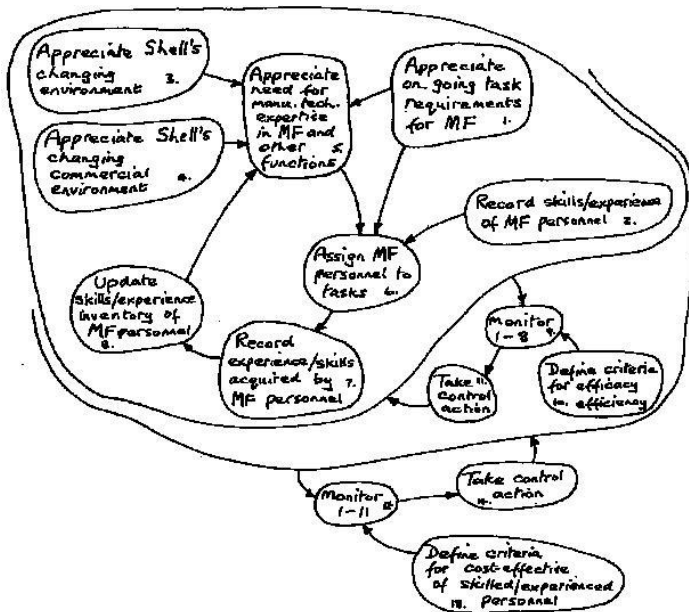 Appreciate Shell's
changing
environment 3.
Appreciate
need for
manu. tech.
expertise
in MF and
other 5.
functions
Appreciate
on going task
requirements
for MF 1.
Appreciate Shell's
changing
commercial
environment 4.
Record skills/experience
of MF personnel 2.
Assign MF
personnel to
tasks 6.
Update
skills/experience
inventory of
MF personnel
8.
Record
experience/skills
acquired by 7.
MF personnel
Monitor
1-8 9.
Take 11.
control
action
Define criteria
for efficacy
10. efficiency
Monitor
1-11 12.
Take control
14. action
Define criteria
for cost-effective
of skilled/experienced
13. personnel